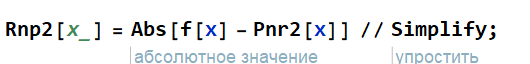 Rnp2[x_] = Abs[f[x] - Pnr2[x]] // Simplify;
абсолютное значение упростить